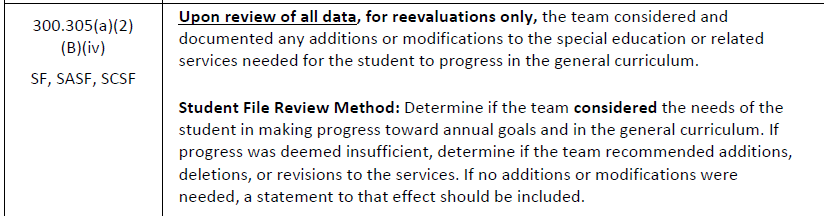 300.305(a)(2)
(B)(iv)
SF, SASF, SCSF
Upon review of all data, for reevaluations only, the team considered and
documented any additions or modifications to the special education or related
services needed for the student to progress in the general curriculum.
Student File Review Method: Determine if the team considered the needs of the
student in making progress toward annual goals and in the general curriculum. If
progress was deemed insufficient, determine if the team recommended additions,
deletions, or revisions to the services. If no additions or modifications were
needed, a statement to that effect should be included.